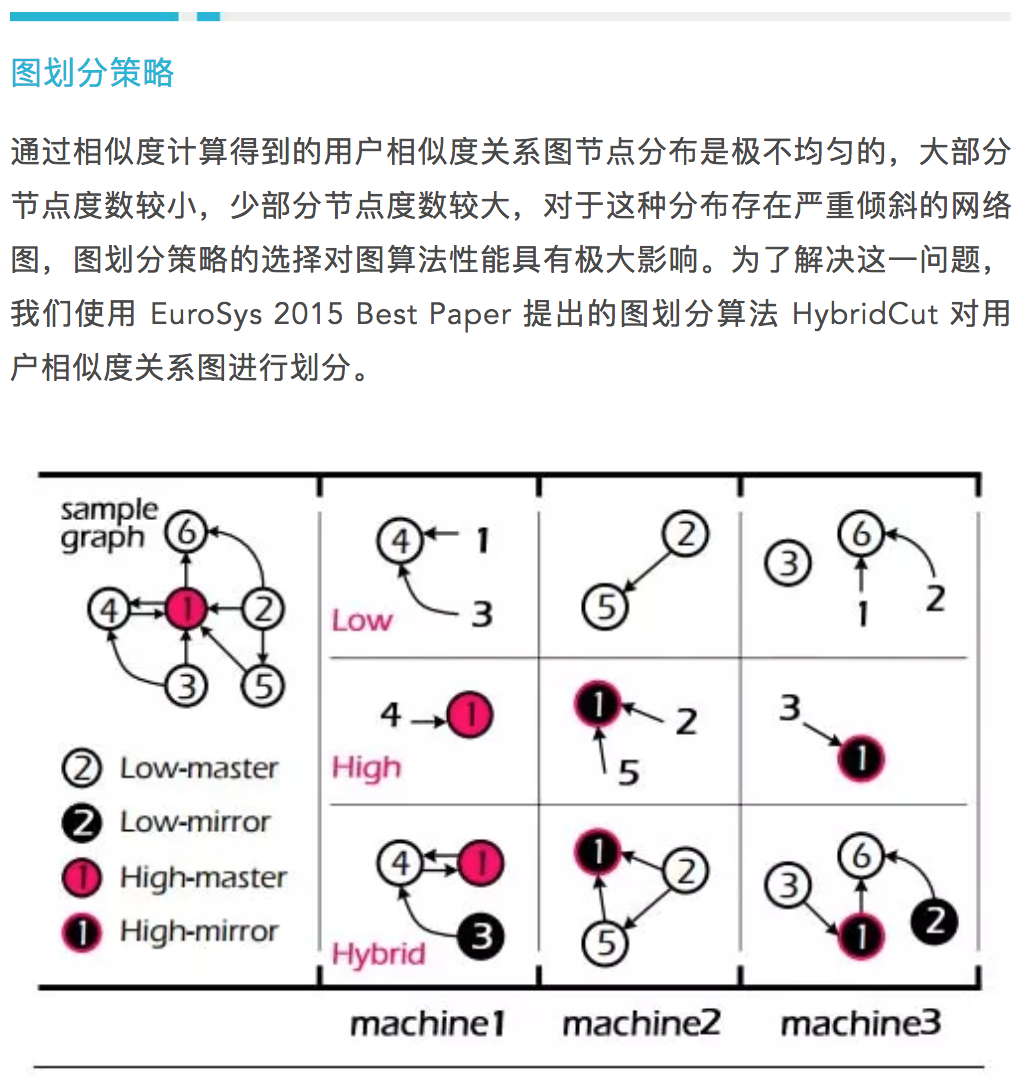 图划分策略
通过相似度计算得到的用户相似度关系图节点分布是极不均匀的，大部分
节点度数较小，少部分节点度数较大，对于这种分布存在严重倾斜的网络
图，图划分策略的选择对图算法性能具有极大影响。为了解决这一问题，
我们使用 EuroSys 2015 Best Paper 提出的图划分算法 HybridCut 对用
户相似度关系图进行划分。
sample
graph
6
4 1 2
3 5
2 Low-master
2 Low-mirror
1 High-master
1 High-mirror
4 1
3
Low
2
5
3 6
1 2
4 1
High
1 2
5
3
1
4 1
3
Hybrid
1 2
5
6
3
1 2
machine1 machine2 machine3